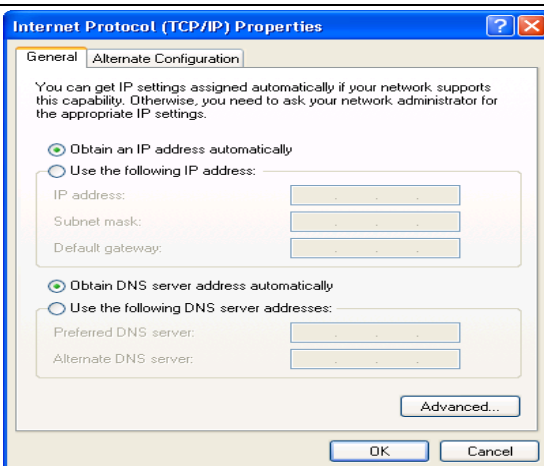 Internet Protocol (TCP/IP) Properties
General
Alternate Configuration
You can get IP settings assigned automatically if your network supports
this capability. Otherwise, you need to ask your network administrator for
the appropriate IP settings.
Obtain an IP address automatically
Use the following IP address:
IP address:
Subnet mask:
Default gateway:
Obtain DNS server address automatically
Use the following DNS server addresses:
Preferred DNS server:
Alternate DNS server:
Advanced...
OK
Cancel